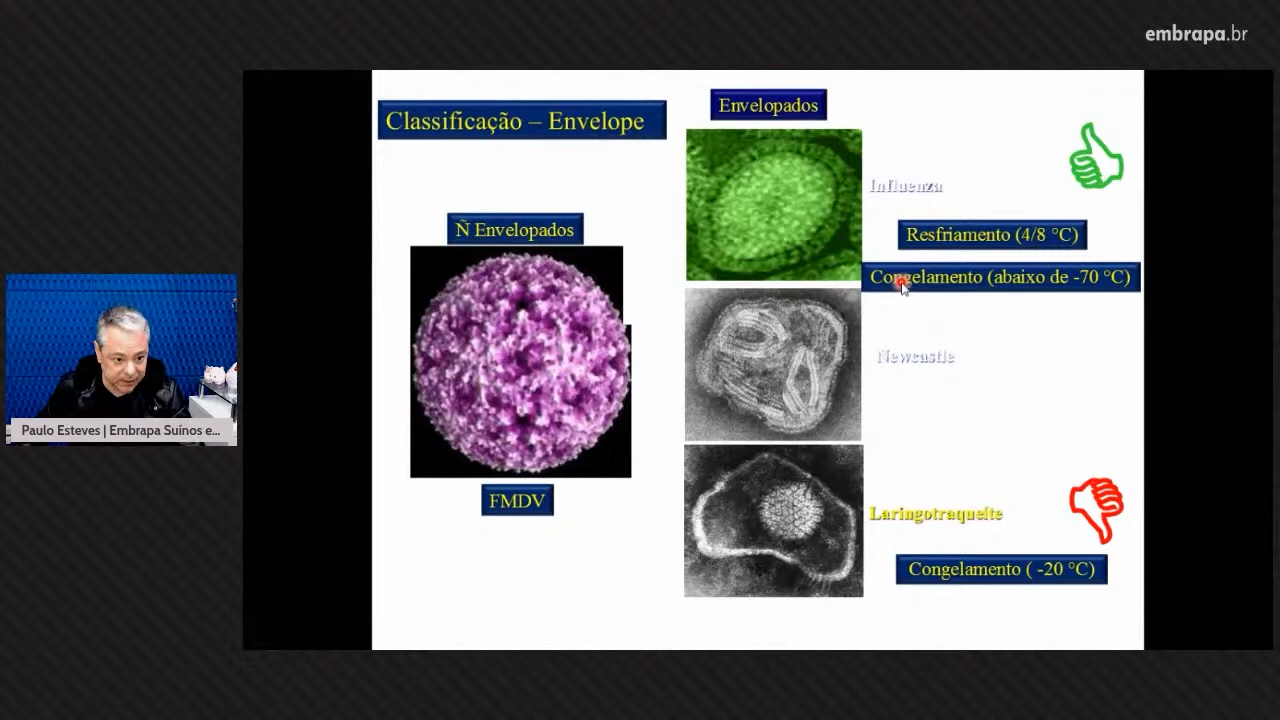 embrapa.br
Classificação – Envelope
Envelopados
Influenza
Ñ Envelopados
Resfriamento (4/8 °C)
Congelamento (abaixo de -70 °C)
Newcastle
FMDV
Laringotraqueíte
Congelamento ( -20 °C)
Paulo Esteves | Embrapa Suínos e...